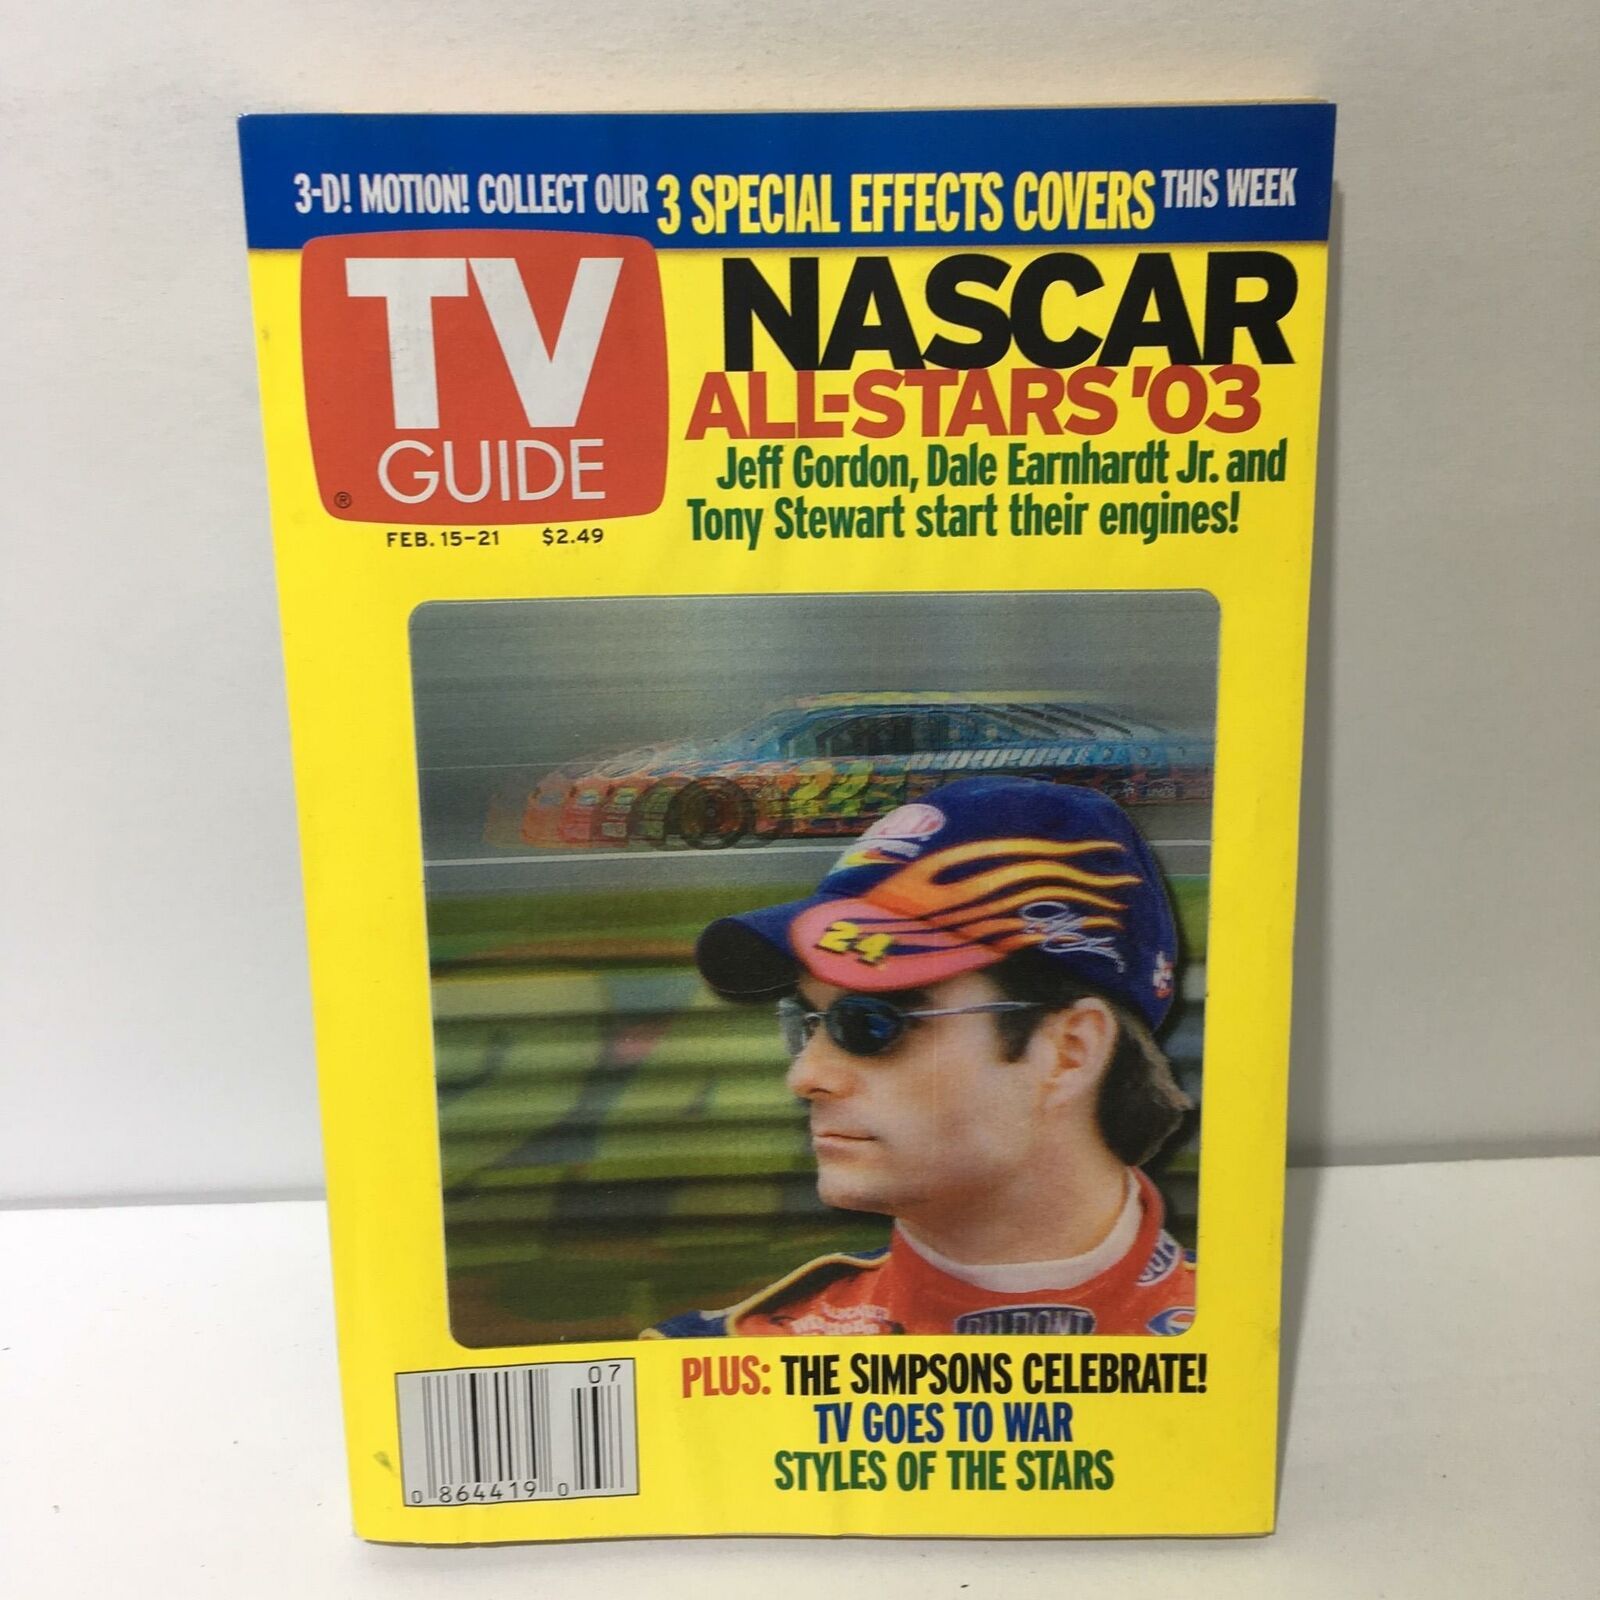 3-D! MOTION! COLLECT OUR 3 SPECIAL EFFECTS COVERS THIS WEEK
TV
GUIDE
®
FEB. 15-21 $2.49
NASCAR
ALL-STARS '03
Jeff Gordon, Dale Earnhardt Jr. and
Tony Stewart start their engines!
24
DU PONT
PLUS: THE SIMPSONS CELEBRATE!
TV GOES TO WAR
STYLES OF THE STARS
07
0 864419 0